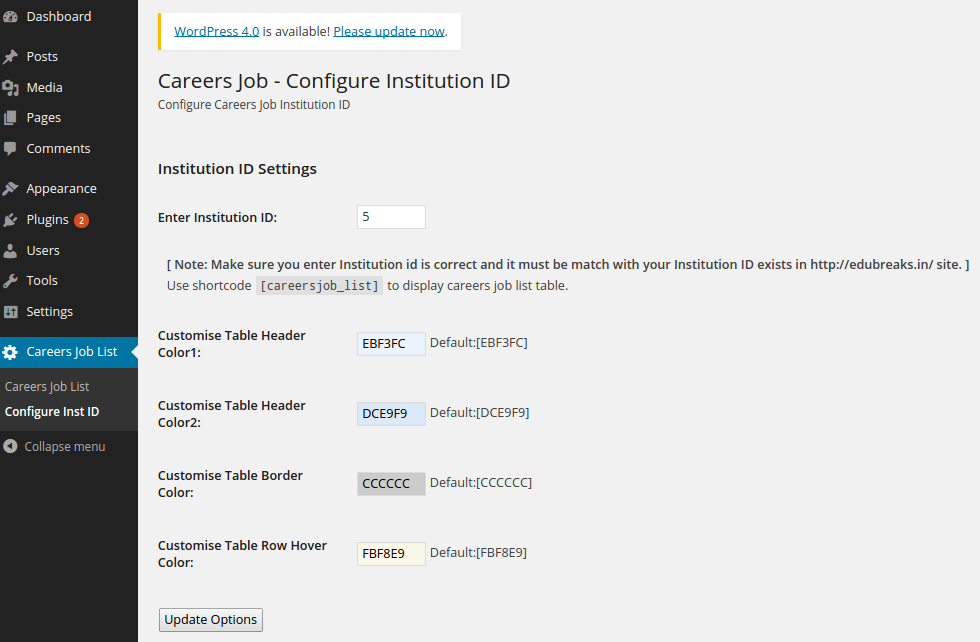 Dashboard
Posts
Media
Pages
Comments
Appearance
Plugins 2
Users
Tools
Settings
Careers Job List
Careers Job List
Configure Inst ID
Collapse menu
WordPress 4.0 is available! Please update now.
Careers Job - Configure Institution ID
Configure Careers Job Institution ID
Institution ID Settings
Enter Institution ID: 5
[ Note: Make sure you enter Institution id is correct and it must be match with your Institution ID exists in http://edubreaks.in/ site. ]
Use shortcode [careersjob_list] to display careers job list table.
Customise Table Header
Color1:
EBF3FC Default:[EBF3FC]
Customise Table Header
Color2:
DCE9F9 Default:[DCE9F9]
Customise Table Border
Color:
CCCCCC Default:[CCCCCC]
Customise Table Row Hover
Color:
FBF8E9 Default:[FBF8E9]
Update Options